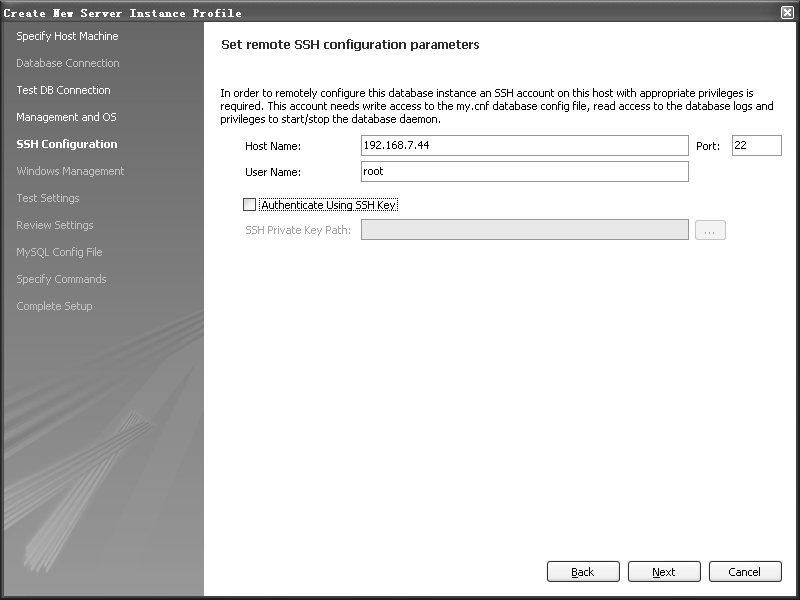 Create New Server Instance Profile
Specify Host Machine
Database Connection
Test DB Connection
Management and OS
SSH Configuration
Windows Management
Test Settings
Review Settings
MySQL Config File
Specify Commands
Complete Setup
Set remote SSH configuration parameters
In order to remotely configure this database instance an SSH account on this host with appropriate privileges is
required. This account needs write access to the my.cnf database config file, read access to the database logs and
privileges to start/stop the database daemon.
Host Name: 192.168.7.44 Port: 22
User Name: root
Authenticate Using SSH Key
SSH Private Key Path: ...
Back Next Cancel